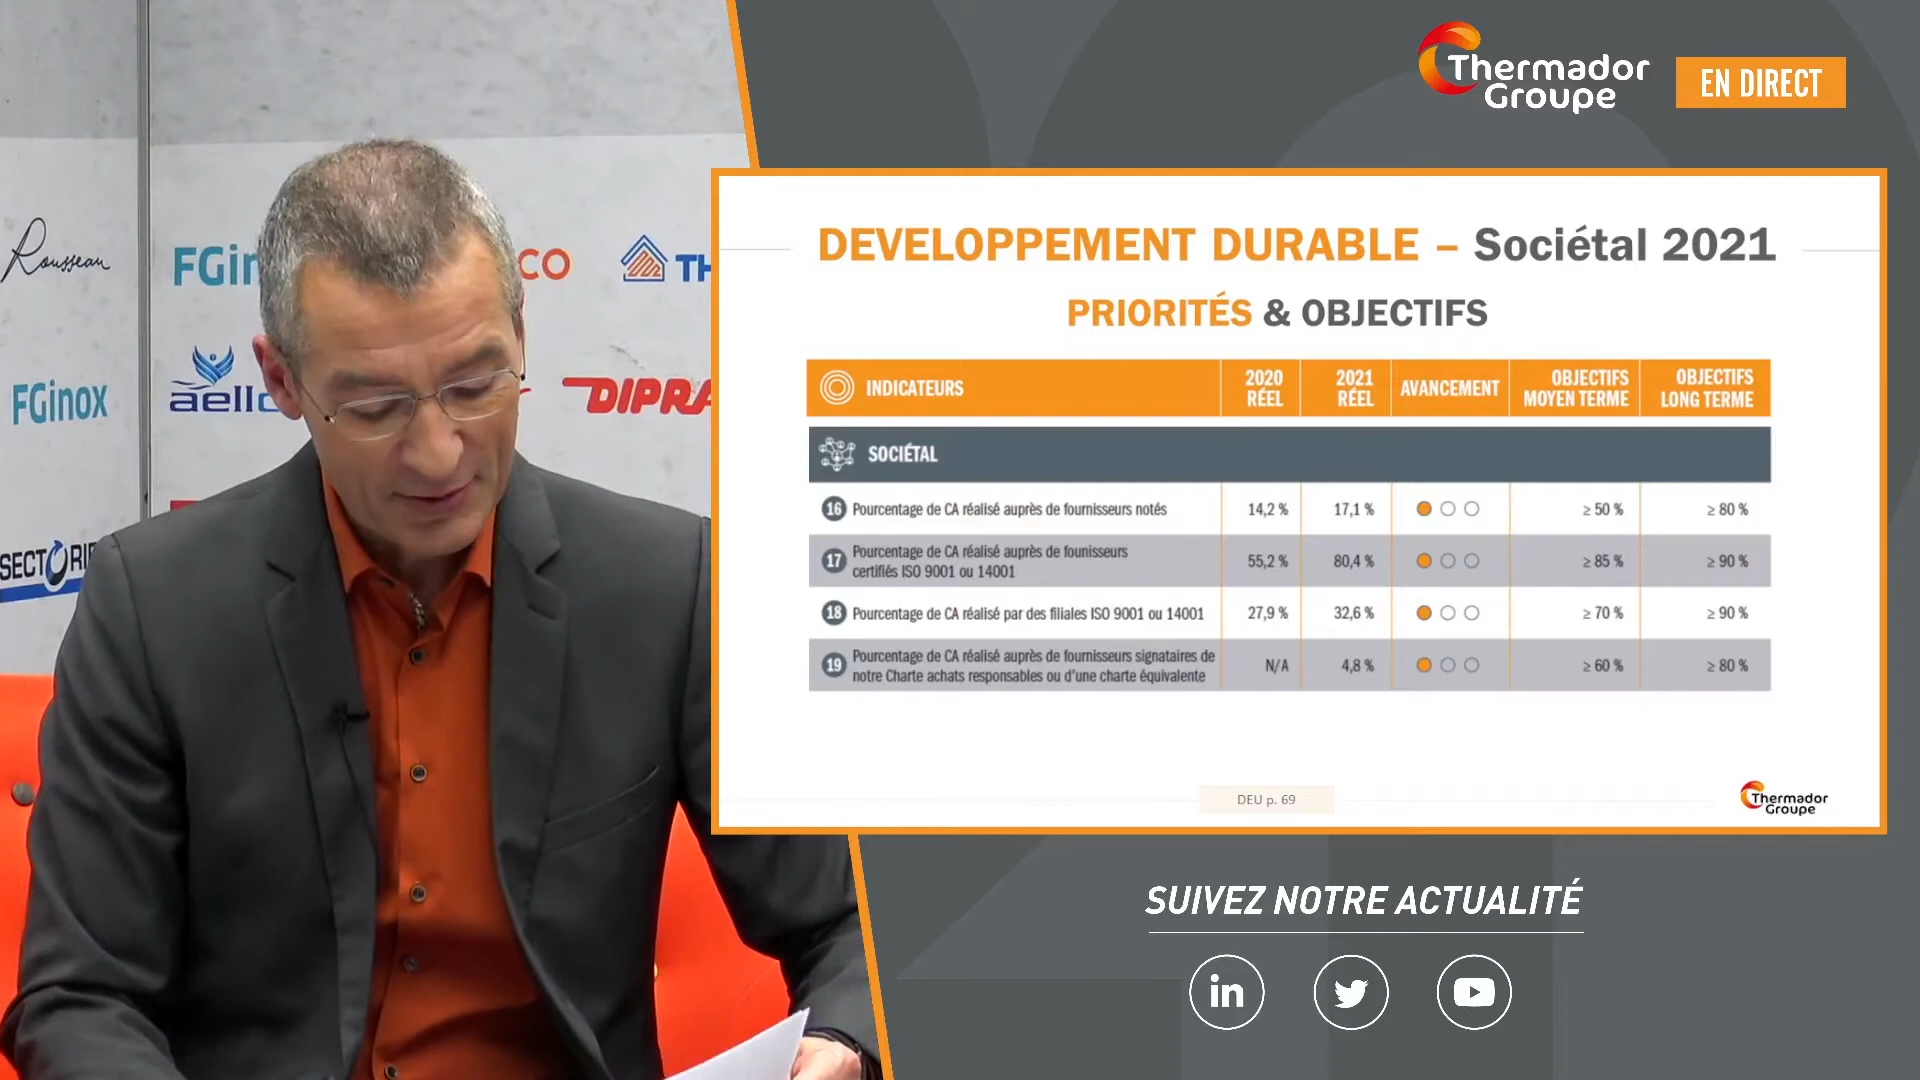 Thermador
Groupe
EN DIRECT
Rousseau
FGinox
aello
DIPRA
SECTORIE
DEVELOPPEMENT DURABLE – Sociétal 2021
PRIORITÉS & OBJECTIFS
INDICATEURS
2020 RÉEL
2021 RÉEL
AVANCEMENT
OBJECTIFS MOYEN TERME
OBJECTIFS LONG TERME
SOCIÉTAL
16 Pourcentage de CA réalisé auprès de fournisseurs notés 14,2 % 17,1 % ≥ 50 % ≥ 80 %
17 Pourcentage de CA réalisé auprès de founisseurs
certifiés ISO 9001 ou 14001 55,2 % 80,4 % ≥ 85 % ≥ 90 %
18 Pourcentage de CA réalisé par des filiales ISO 9001 ou 14001 27,9 % 32,6 % ≥ 70 % ≥ 90 %
19 Pourcentage de CA réalisé auprès de fournisseurs signataires de
notre Charte achats responsables ou d'une charte équivalente N/A 4,8 % ≥ 60 % ≥ 80 %
DEU p. 69
Thermador
Groupe
SUIVEZ NOTRE ACTUALITÉ
in